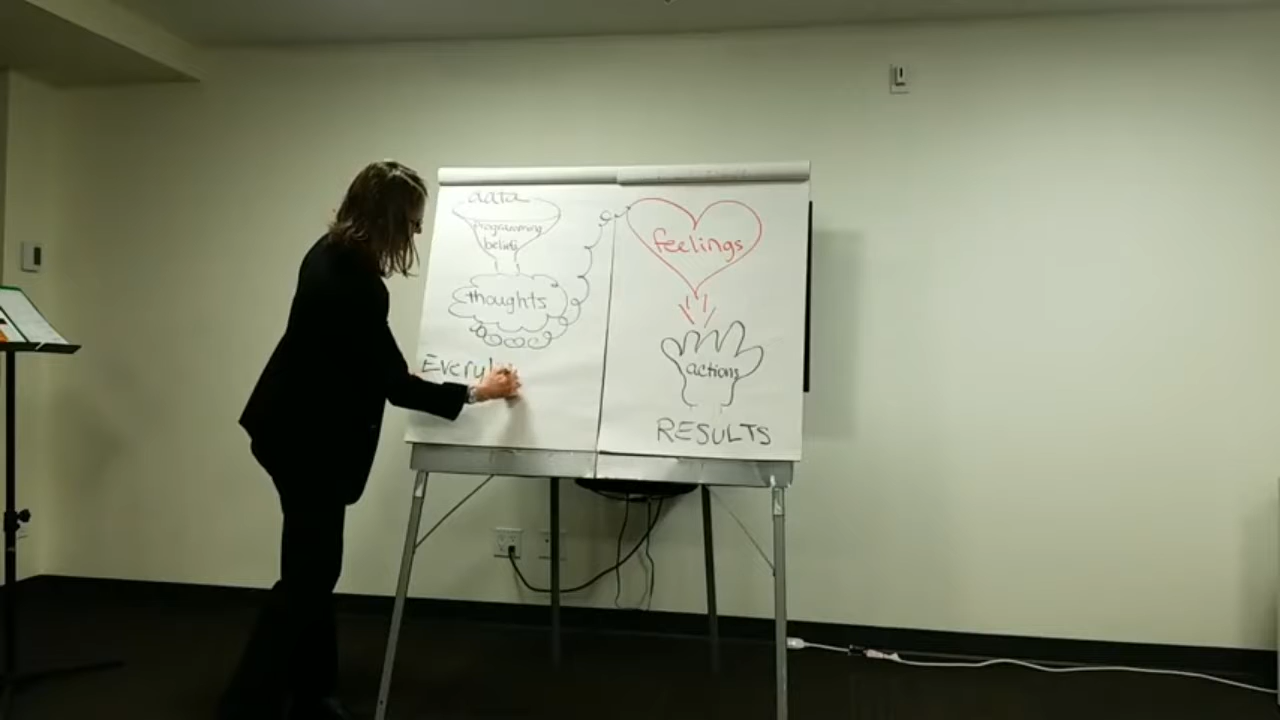 data
Programming
beliefs
thoughts
Every
feelings
actions
RESULTS